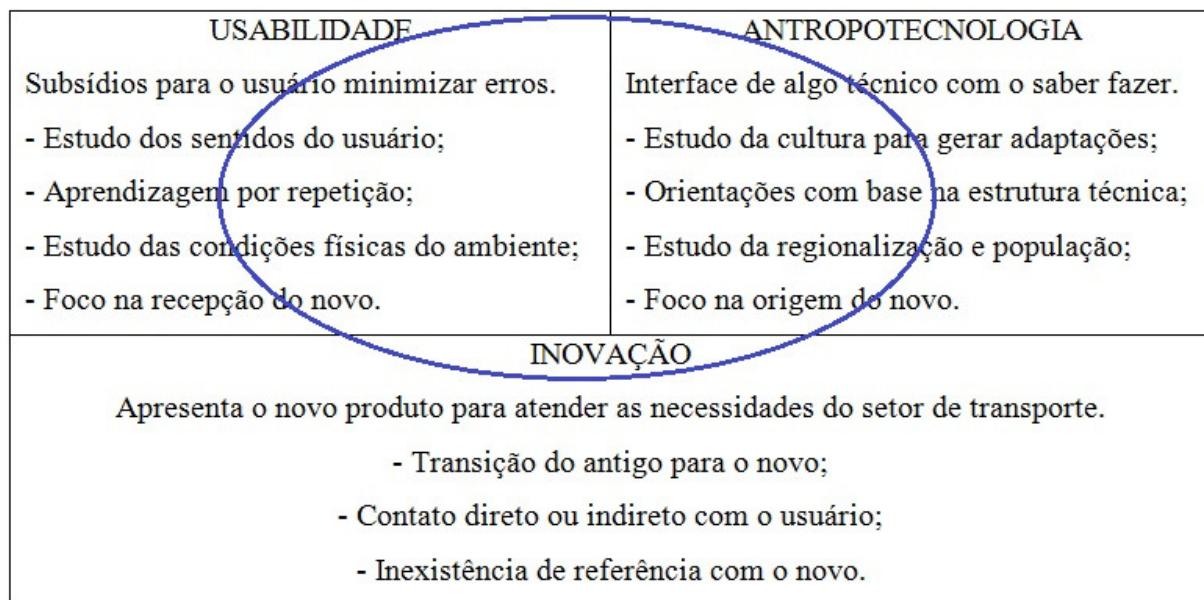 USABILIDADE
Subsídios para o usuário minimizar erros.
- Estudo dos sentidos do usuário;
- Aprendizagem por repetição;
- Estudo das condições físicas do ambiente;
- Foco na recepção do novo.
ANTROPOTECNOLOGIA
Interface de algo técnico com o saber fazer.
- Estudo da cultura para gerar adaptações;
- Orientações com base na estrutura técnica;
- Estudo da regionalização e população;
- Foco na origem do novo.
INOVAÇÃO
Apresenta o novo produto para atender as necessidades do setor de transporte.
- Transição do antigo para o novo;
- Contato direto ou indireto com o usuário;
- Inexistência de referência com o novo.